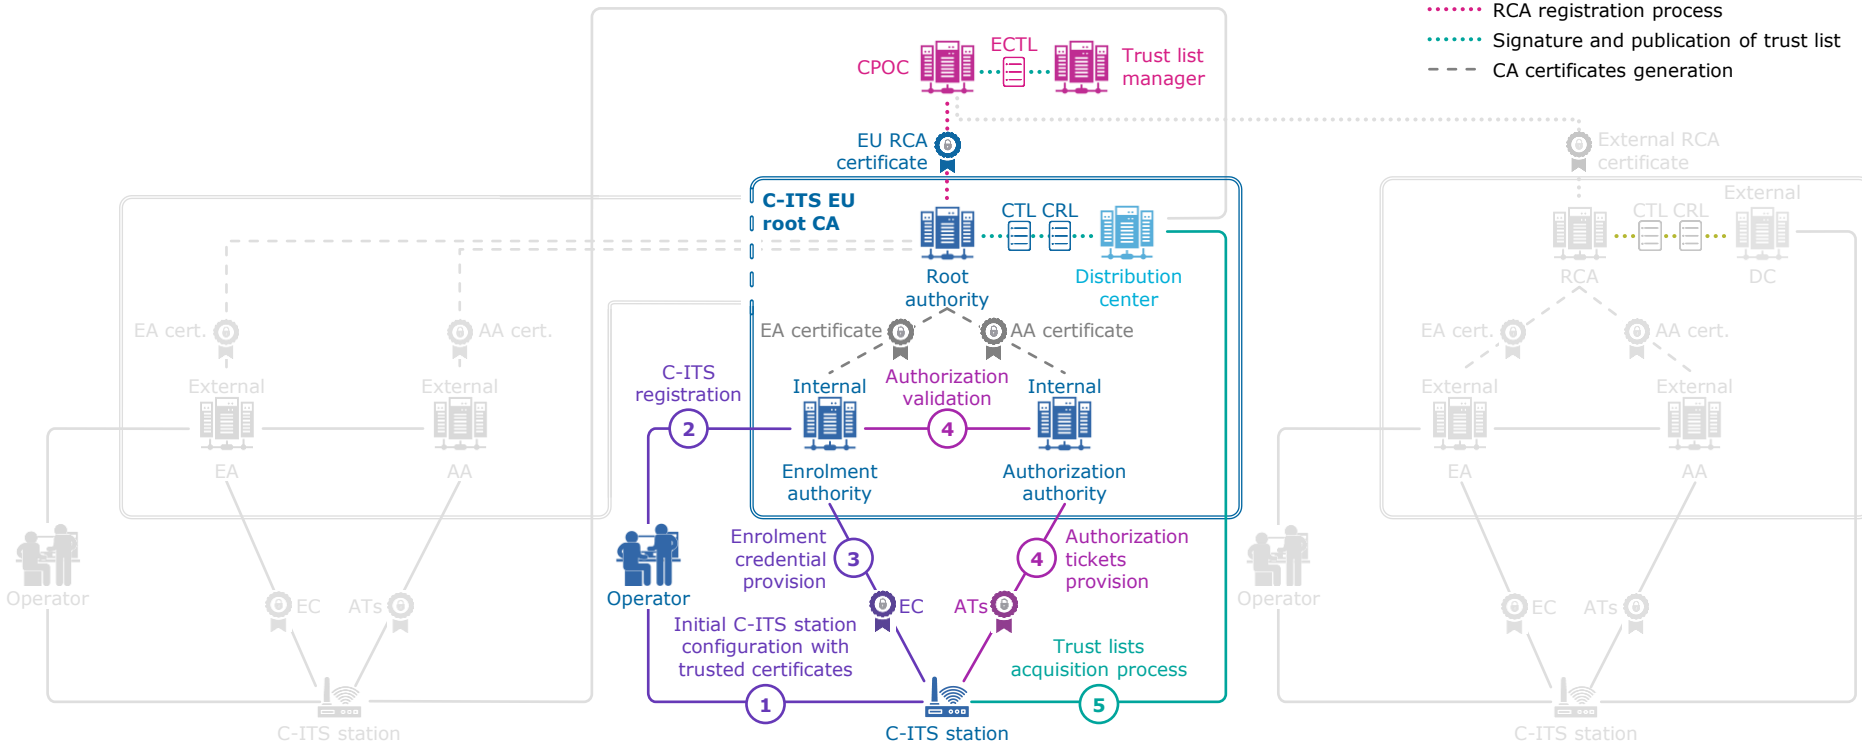 RCA registration process
Signature and publication of trust list
CA certificates generation
CPOC
ECTL
Trust list
manager
EU RCA
certificate
External RCA
certificate
C-ITS EU
root CA
CTL CRL
Root
authority
Distribution
center
External
CTL CRL
RCA
DC
EA certificate
AA certificate
EA cert.
AA cert.
EA cert.
AA cert.
External
External
EA
AA
C-ITS
registration
2
Internal
Authorization
validation
4
Internal
Enrolment
authority
Authorization
authority
External
External
EA
AA
Operator
EC
ATs
C-ITS station
Operator
Enrolment
credential
provision
3
4
Authorization
tickets
provision
EC
ATs
Initial C-ITS station
configuration with
trusted certificates
1
Trust lists
acquisition process
5
C-ITS station
Operator
EC
ATs
C-ITS station